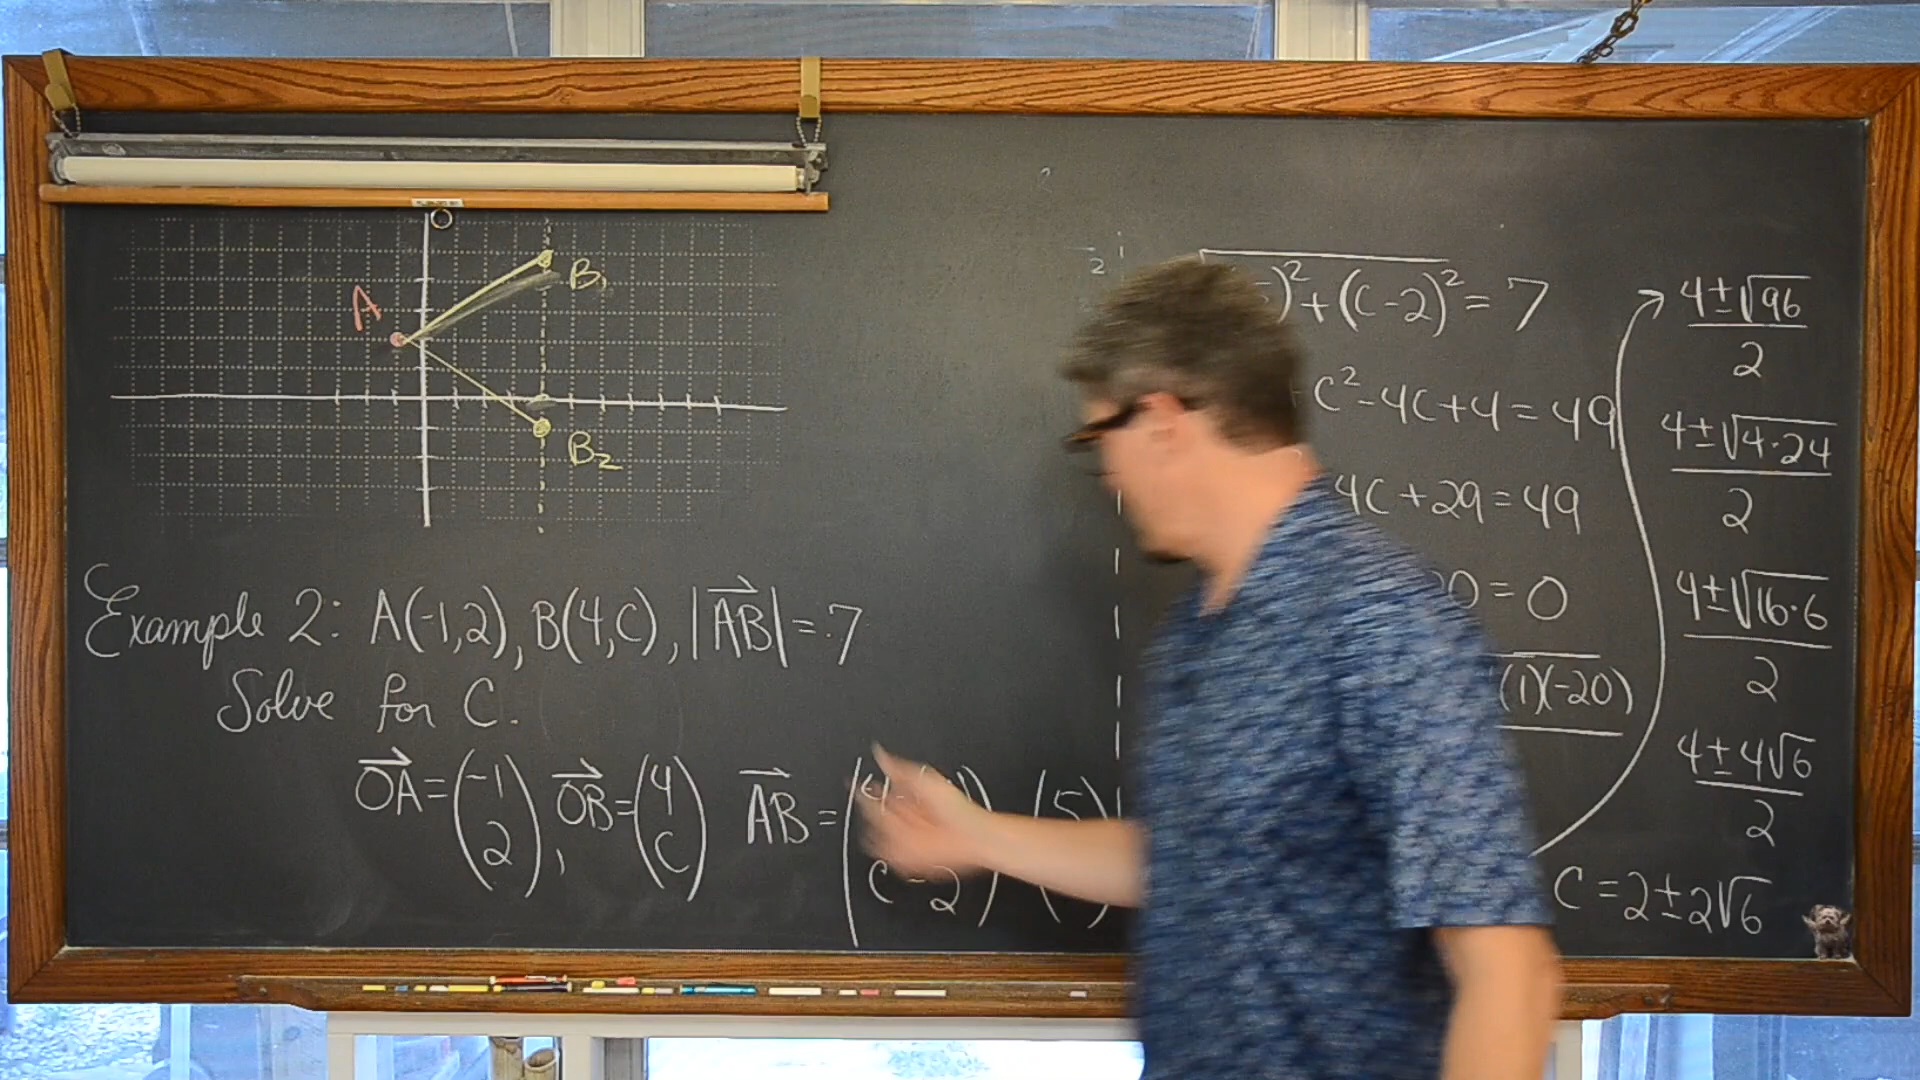 A
B₁
B₂
Example 2: A(-1,2), B(4,C), |AB| = 7
Solve for C.
OA = (-1 2), OB = (4 C) AB = (4 C-2) (5
)² + (C-2)² = 7
C² - 4C + 4 = 49
4C + 29 = 49
0 = 0
(1)(-20)
4±√96
2
4±√4·24
2
4±√16·6
2
4±4√6
2
C = 2±2√6